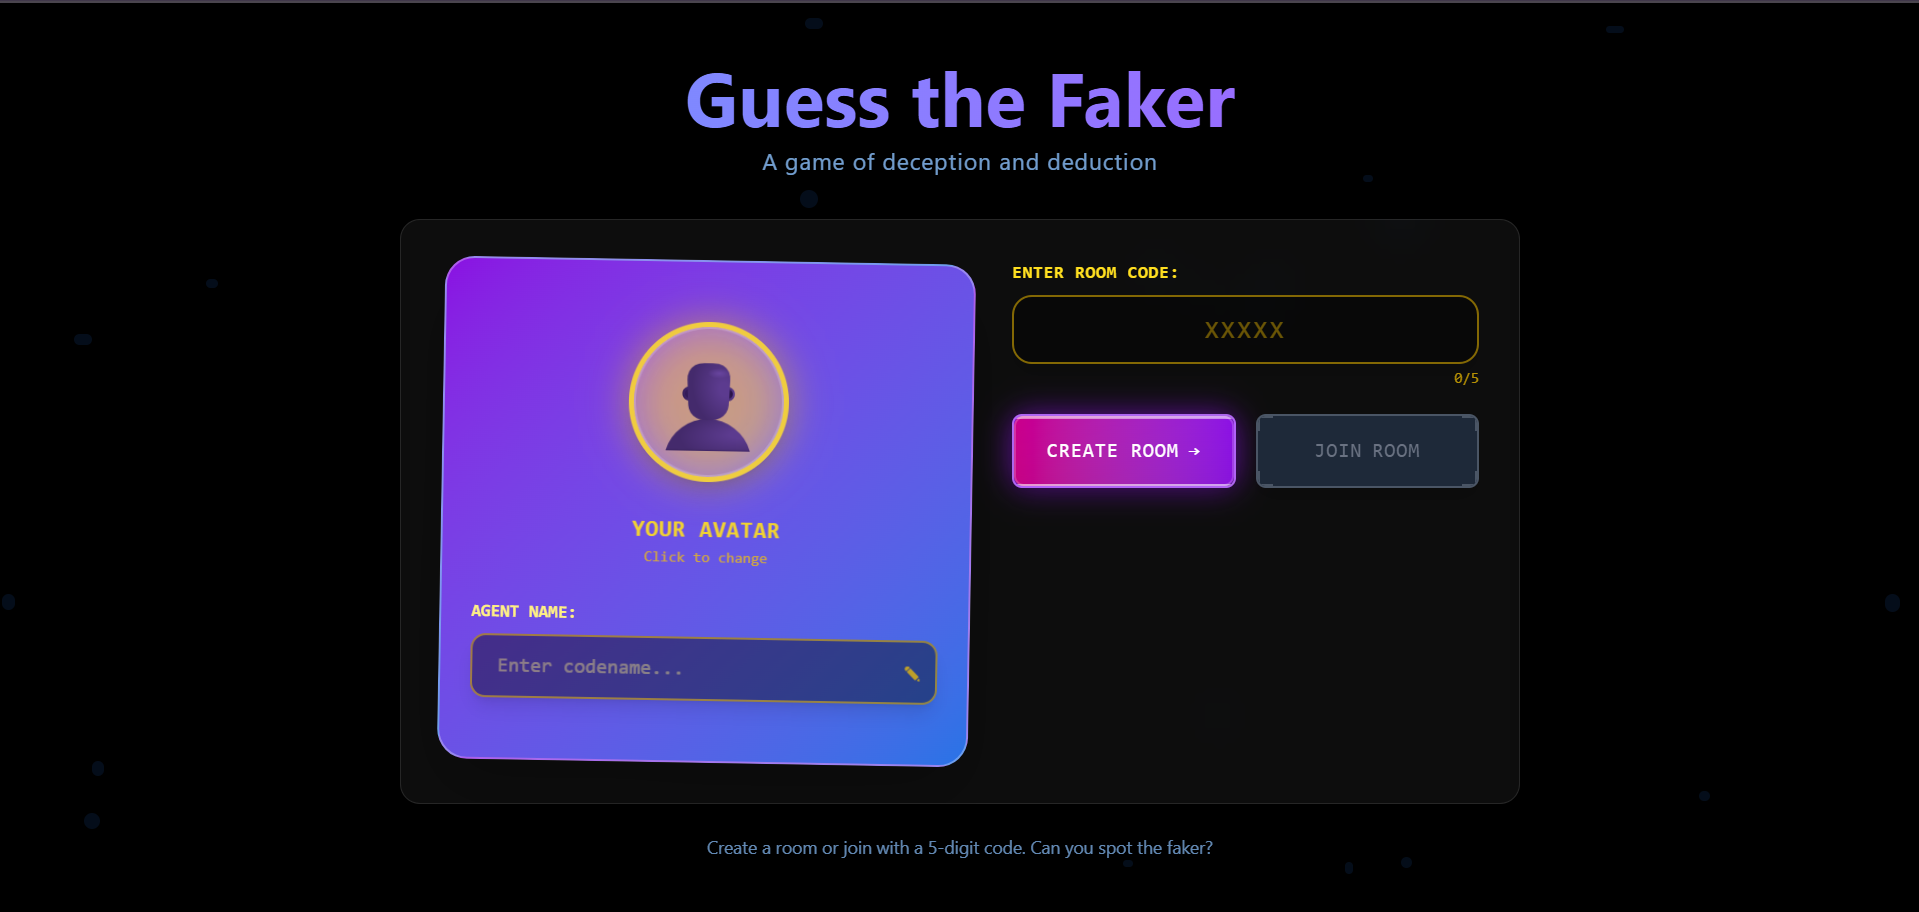 Guess the Faker
A game of deception and deduction
YOUR AVATAR
Click to change
AGENT NAME:
Enter codename...
ENTER ROOM CODE:
XXXXX
0/5
CREATE ROOM →
JOIN ROOM
Create a room or join with a 5-digit code. Can you spot the faker?